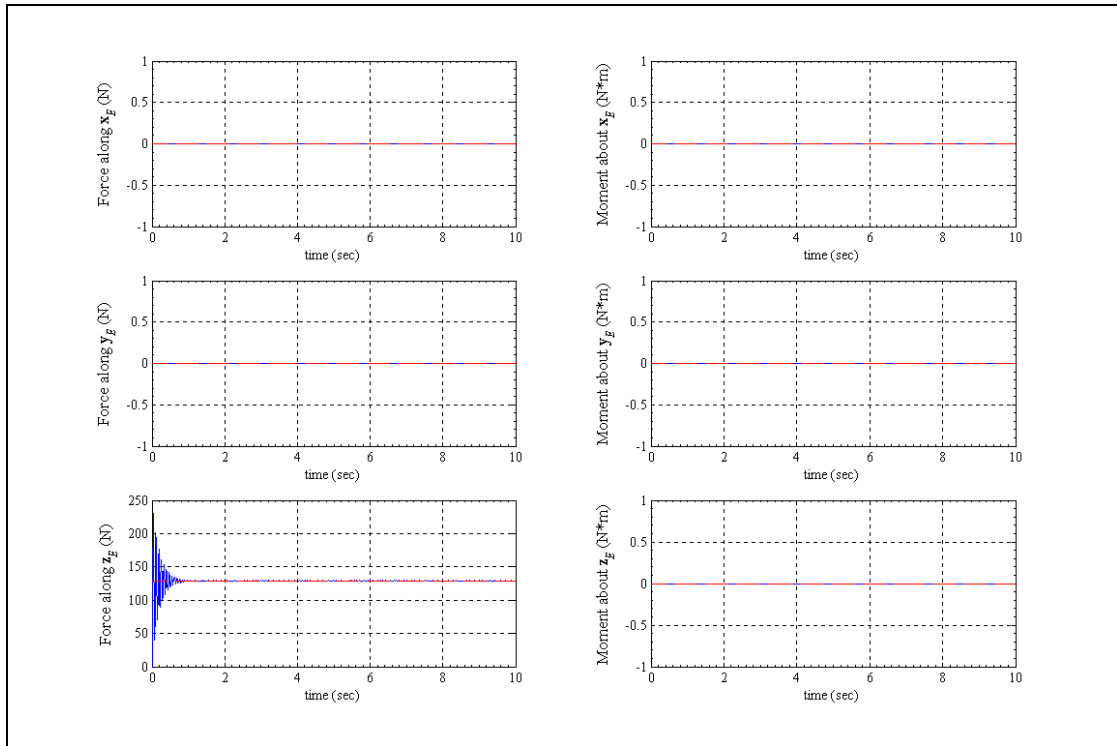 Force along x_E (N)
1
0.5
0
-0.5
-1
0 2 4 6 8 10
time (sec)
Moment about x_E (N*m)
1
0.5
0
-0.5
-1
0 2 4 6 8 10
time (sec)
Force along y_E (N)
1
0.5
0
-0.5
-1
0 2 4 6 8 10
time (sec)
Moment about y_E (N*m)
1
0.5
0
-0.5
-1
0 2 4 6 8 10
time (sec)
Force along z_E (N)
250
200
150
100
50
0
0 2 4 6 8 10
time (sec)
Moment about z_E (N*m)
1
0.5
0
-0.5
-1
0 2 4 6 8 10
time (sec)